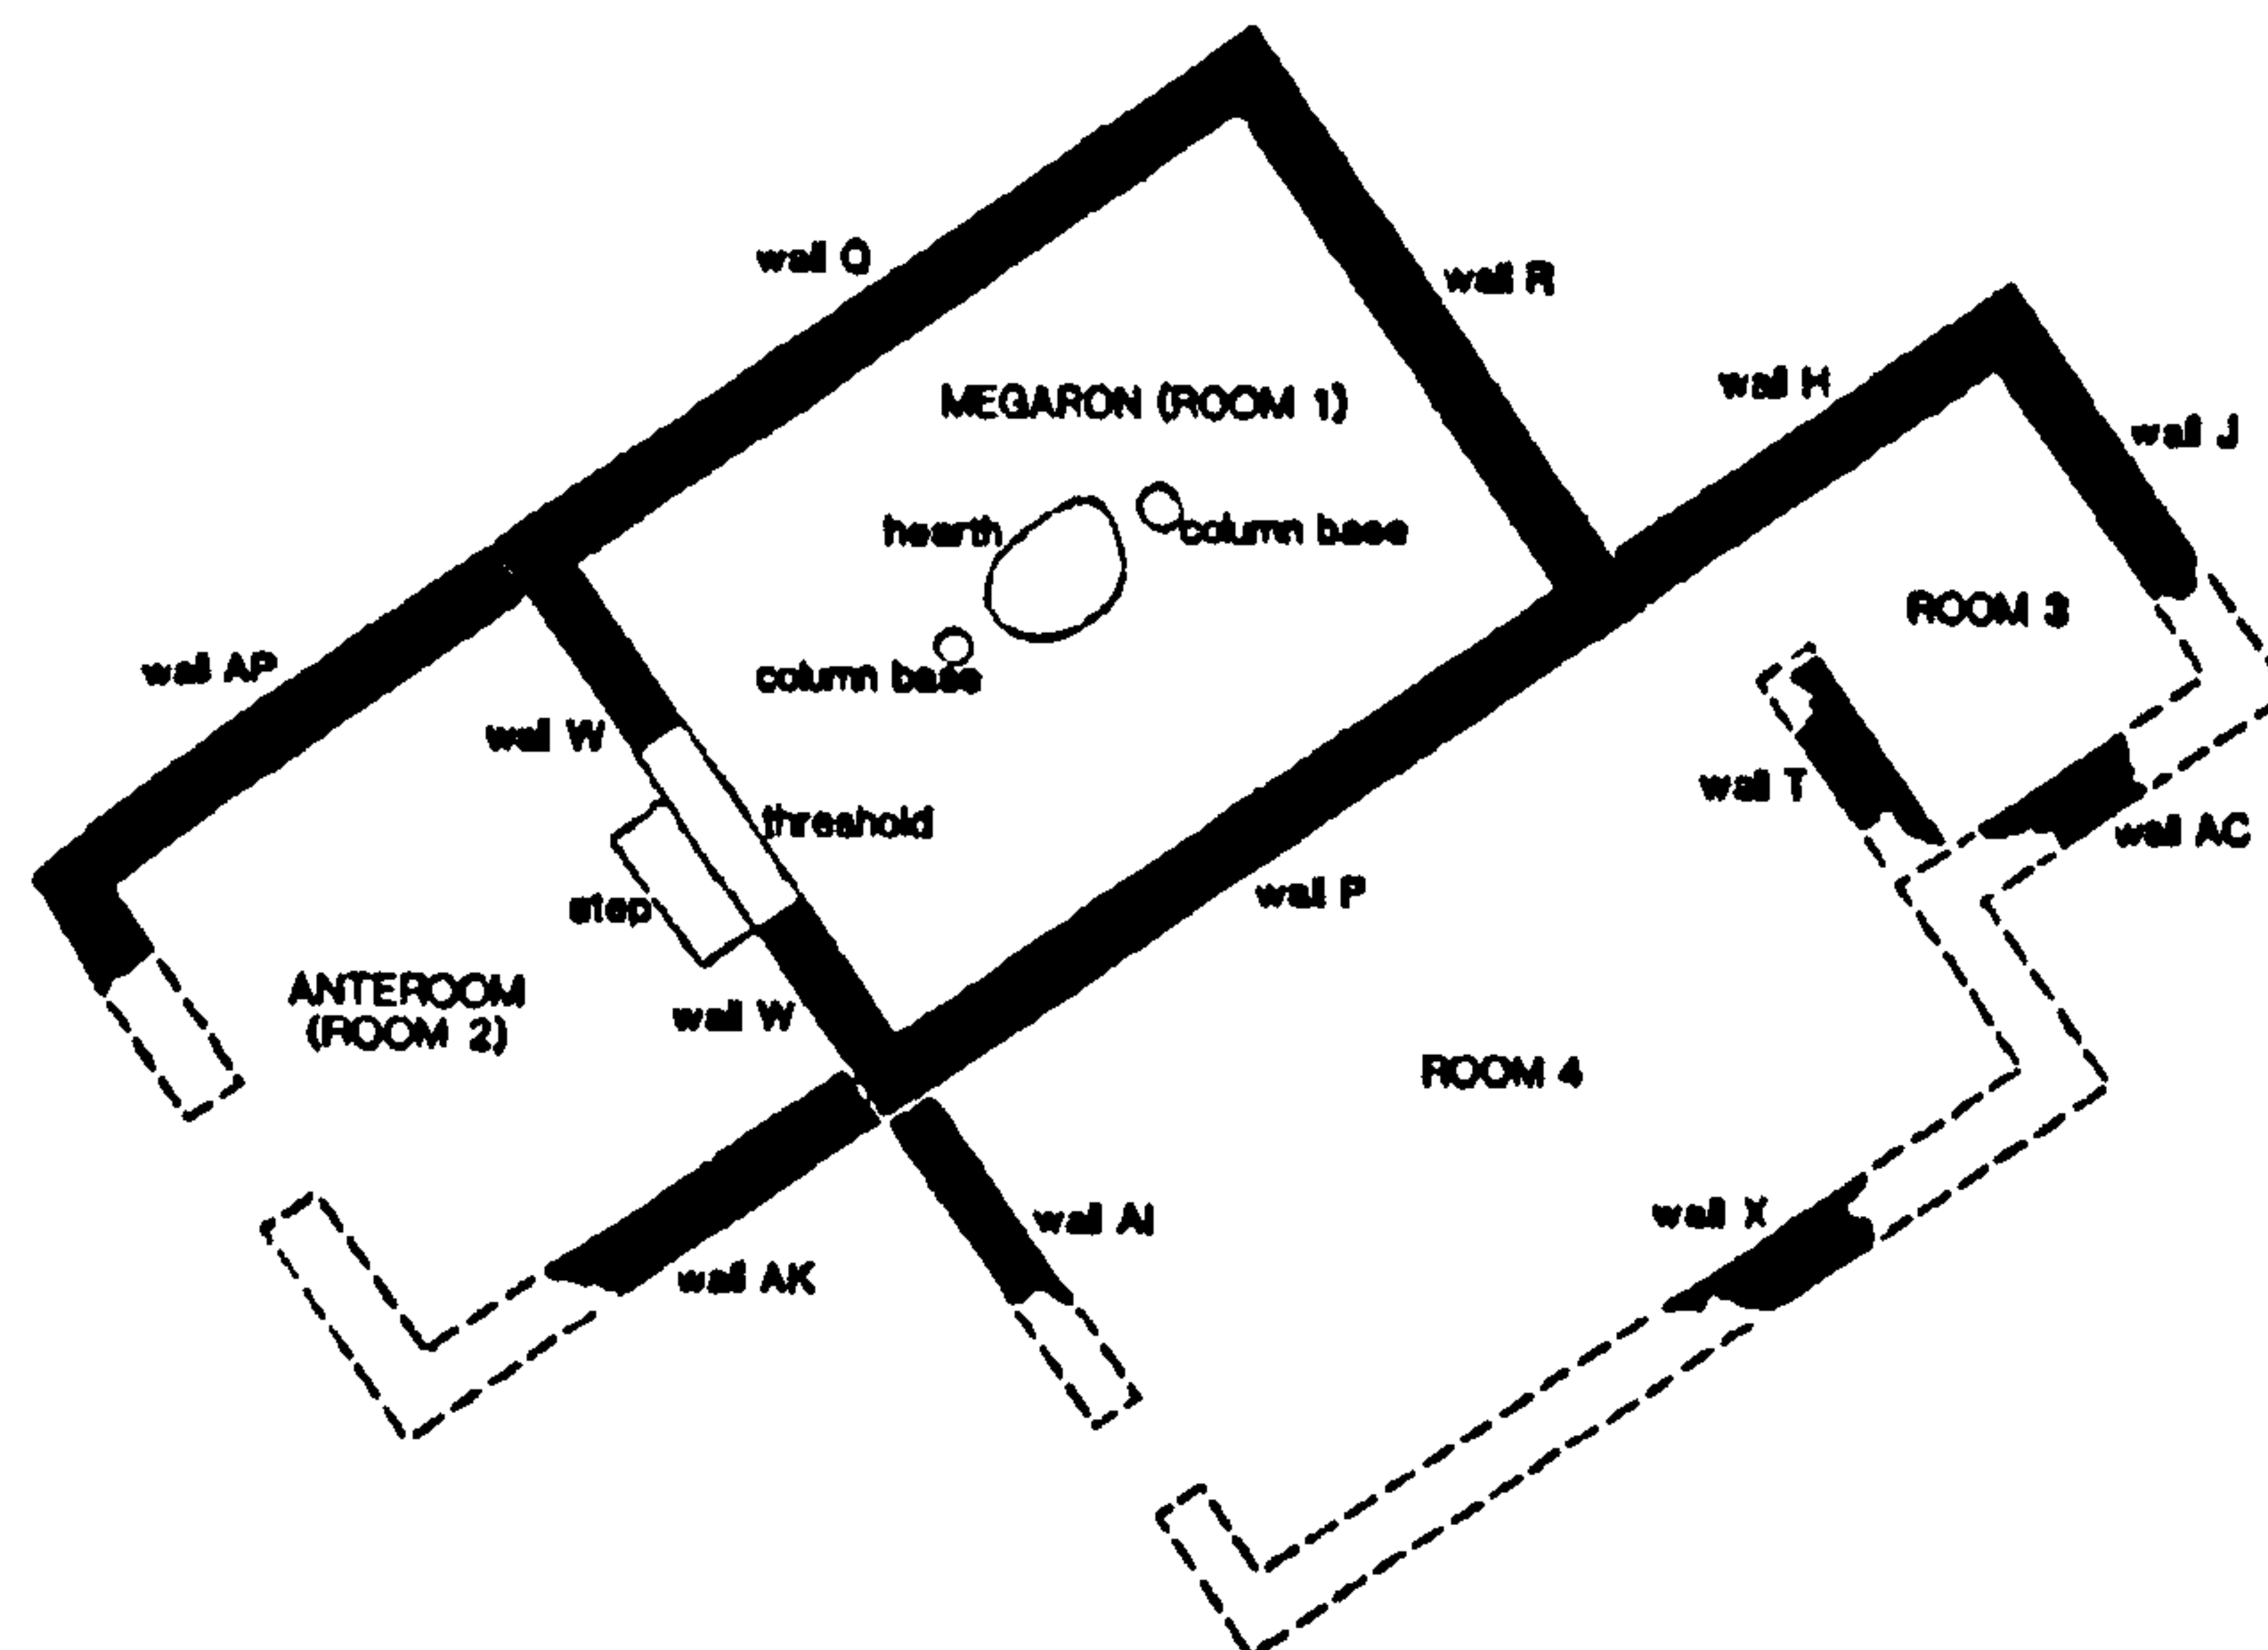 wall O
wall R
wall H
wall J
MEGARON (ROOM 1)
hearth
column base
column base
ROOM 3
wall AP
wall W
wall T
threshold
wall AC
step
wall P
ANTEROOM
(ROOM 2)
wall W
ROOM 4
wall X
wall AI
wall AK